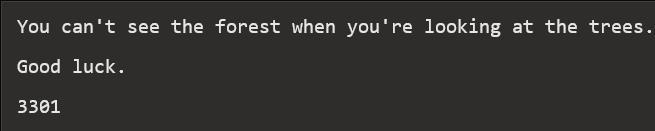 You can't see the forest when you're looking at the trees.
Good luck.
3301